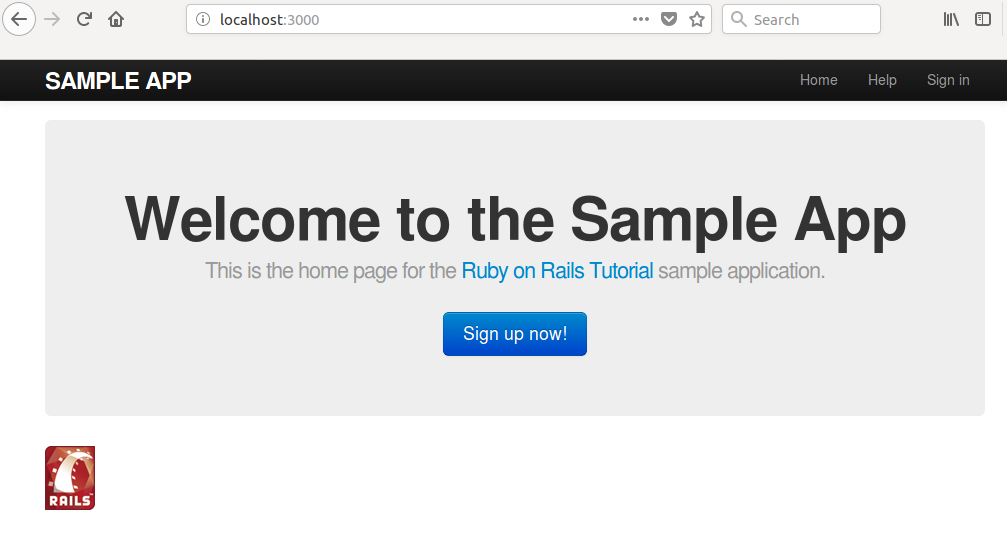 localhost:3000
Search
SAMPLE APP
Home
Help
Sign in
Welcome to the Sample App
This is the home page for the Ruby on Rails Tutorial sample application.
Sign up now!
RAILS